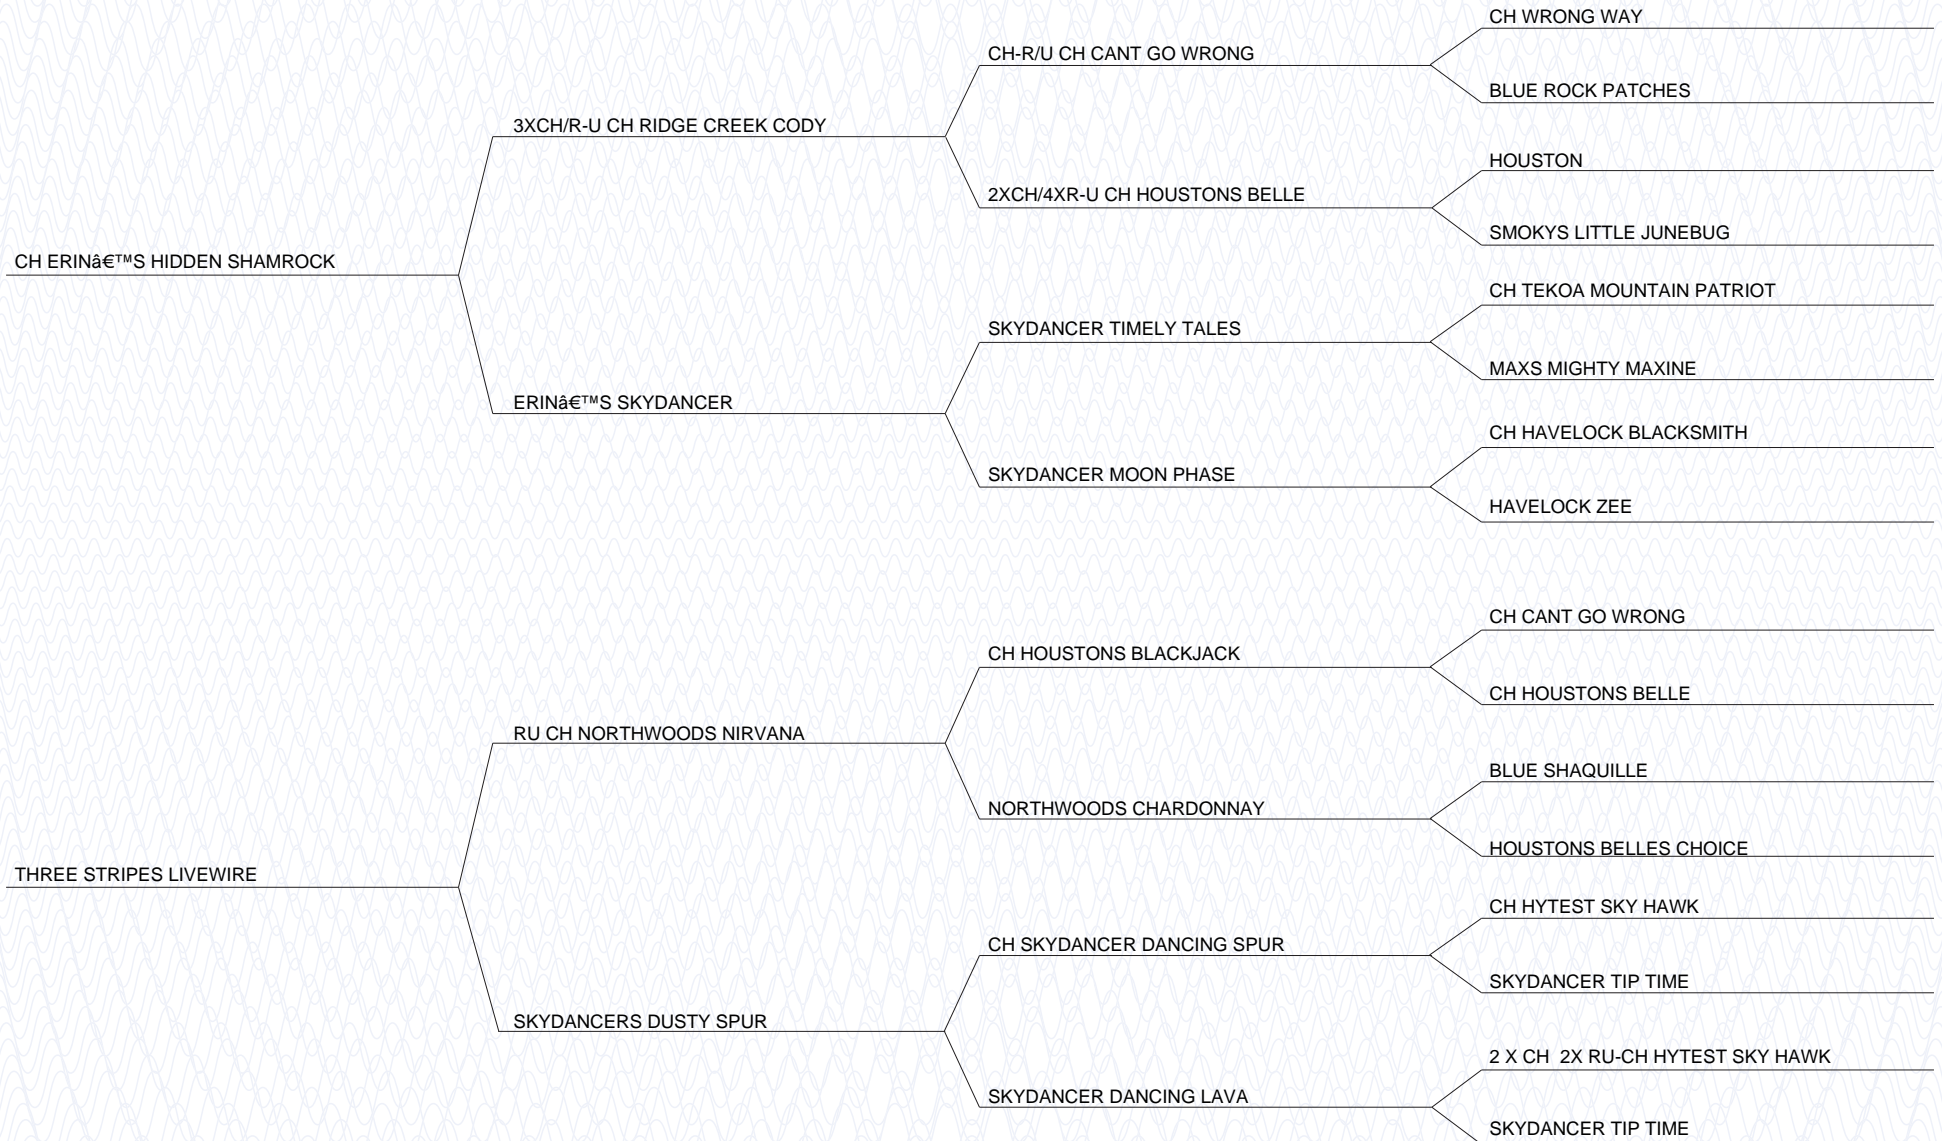 CH WRONG WAY
CH-R/U CH CANT GO WRONG
BLUE ROCK PATCHES
3XCH/R-U CH RIDGE CREEK CODY
HOUSTON
2XCH/4XR-U CH HOUSTONS BELLE
SMOKYS LITTLE JUNEBUG
CH ERINâ€™S HIDDEN SHAMROCK
CH TEKOA MOUNTAIN PATRIOT
SKYDANCER TIMELY TALES
MAXS MIGHTY MAXINE
ERINâ€™S SKYDANCER
CH HAVELOCK BLACKSMITH
SKYDANCER MOON PHASE
HAVELOCK ZEE
CH CANT GO WRONG
CH HOUSTONS BLACKJACK
CH HOUSTONS BELLE
RU CH NORTHWOODS NIRVANA
BLUE SHAQUILLE
NORTHWOODS CHARDONNAY
HOUSTONS BELLES CHOICE
THREE STRIPES LIVEWIRE
CH HYTEST SKY HAWK
CH SKYDANCER DANCING SPUR
SKYDANCER TIP TIME
SKYDANCERS DUSTY SPUR
2 X CH  2X RU-CH HYTEST SKY HAWK
SKYDANCER DANCING LAVA
SKYDANCER TIP TIME